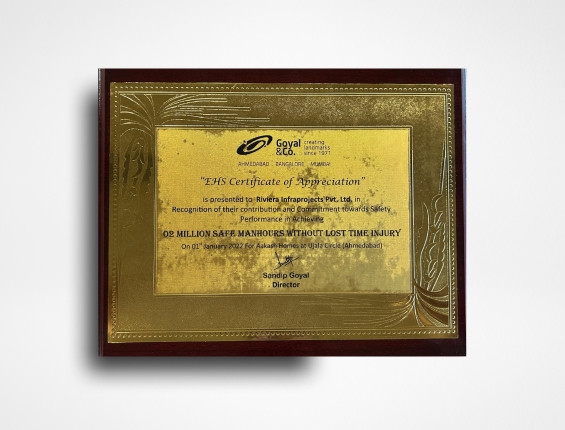 Goyal & Co. creating landmarks since 1971
AHMEDABAD | BANGALORE | MUMBAI
"EHS Certificate of Appreciation"
is presented to Riviera Infraprojects Pvt. Ltd. in
Recognition of their contribution and Commitment towards Safety
Performance in Achieving
02 MILLION SAFE MANHOURS WITHOUT LOST TIME INJURY
On 01st January 2022 For Aakash Homes at Ujala Circle (Ahmedabad)
Sandip Goyal
Director